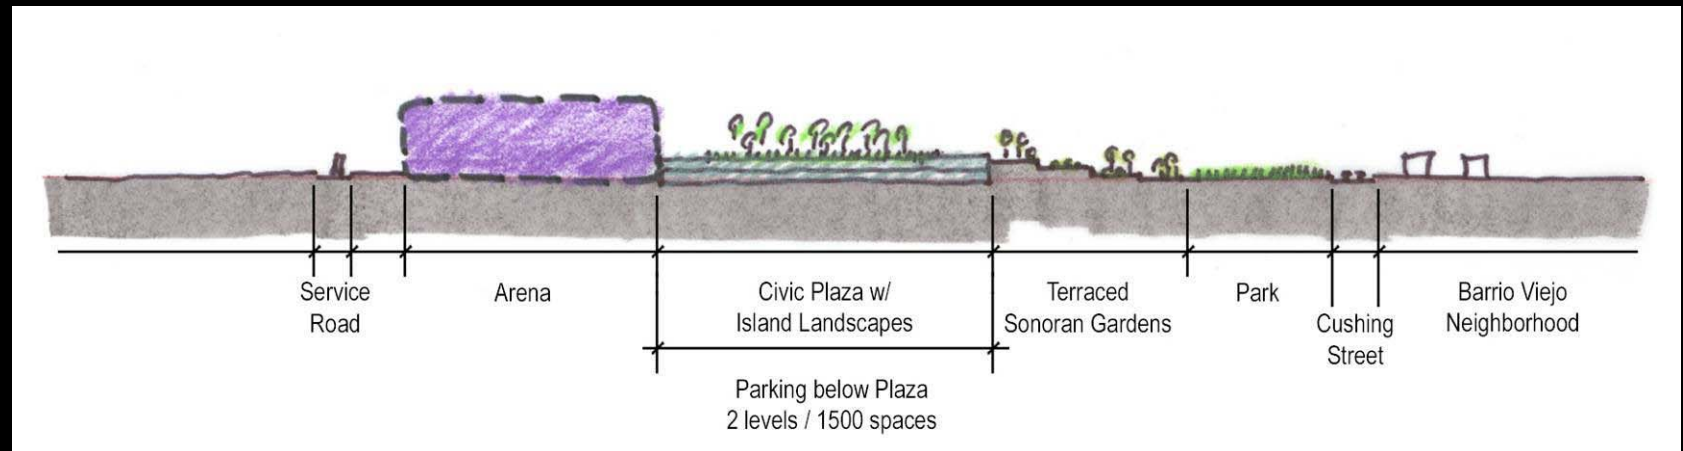 Service
Road
Arena
Civic Plaza w/
Island Landscapes
Terraced
Sonoran Gardens
Park
Cushing
Street
Barrio Viejo
Neighborhood
Parking below Plaza
2 levels / 1500 spaces